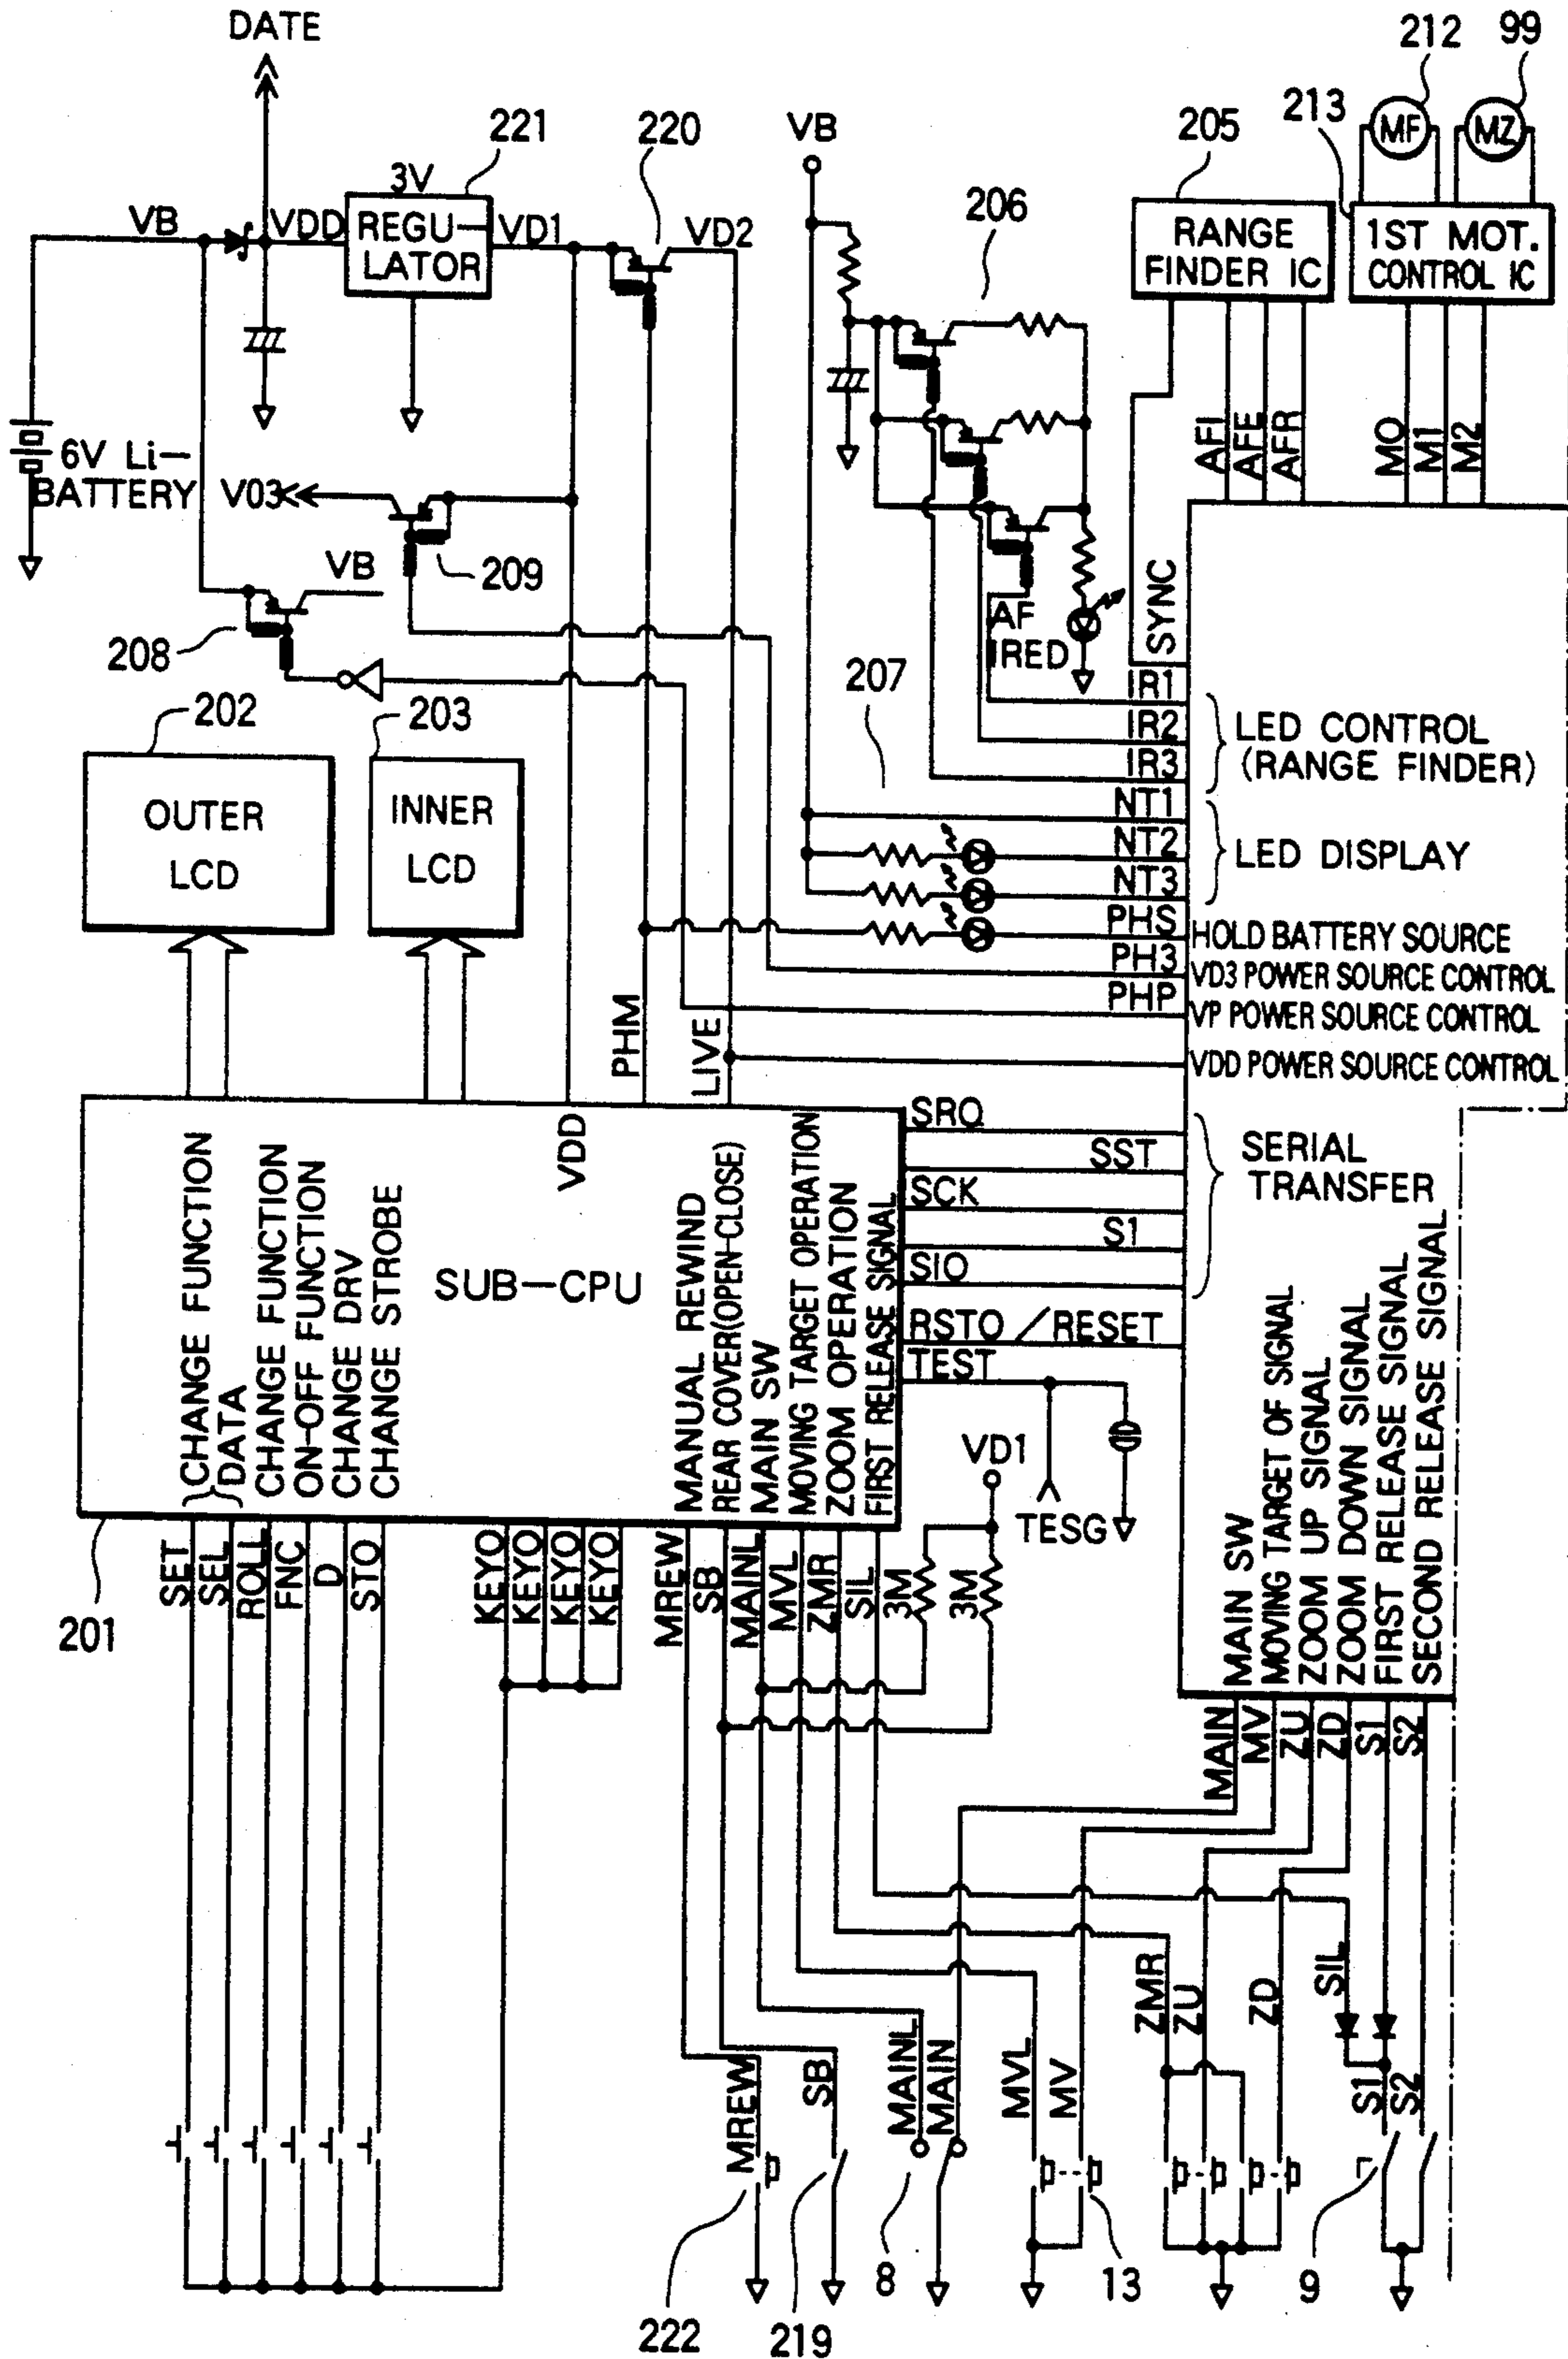 DATE
212
99
221
220
VB
205
213
MF
MZ
3V
206
VB
VDD
REGU-
LATOR
VD1
VD2
RANGE
FINDER IC
1ST MOT.
CONTROL IC
6V Li-
BATTERY
V03
209
AFI
AFE
AFR
M0
M1
M2
VB
208
AF
IRED
SYNC
207
202
203
IR1
IR2
IR3
LED CONTROL
(RANGE FINDER)
OUTER
LCD
INNER
LCD
NT1
NT2
NT3
LED DISPLAY
PHS
HOLD BATTERY SOURCE
PH3
VD3 POWER SOURCE CONTROL
PHP
VP POWER SOURCE CONTROL
PHM
LIVE
VDD POWER SOURCE CONTROL
CHANGE FUNCTION
DATA
CHANGE FUNCTION
ON-OFF FUNCTION
CHANGE DRV
CHANGE STROBE
VDD
SUB-CPU
MANUAL REWIND
REAR COVER(OPEN-CLOSE)
MAIN SW
MOVING TARGET OPERATION
ZOOM OPERATION
FIRST RELEASE SIGNAL
SRQ
SST
SCK
S1
SIO
SERIAL
TRANSFER
RSTO /RESET
TEST
VD1
TESG
MAIN SW
MOVING TARGET OF SIGNAL
ZOOM UP SIGNAL
ZOOM DOWN SIGNAL
FIRST RELEASE SIGNAL
SECOND RELEASE SIGNAL
201
SET
SEL
ROLL
FNC
D
STO
KEYO
KEYO
KEYO
KEYO
MREW
SB
MAINL
MVL
ZMR
SIL
3M
3M
MAIN
MV
ZU
ZD
S1
S2
MREW
SB
MAINL
MAIN
MVL
MV
ZMR
ZU
ZD
SIL
S1
S2
222
219
8
13
9